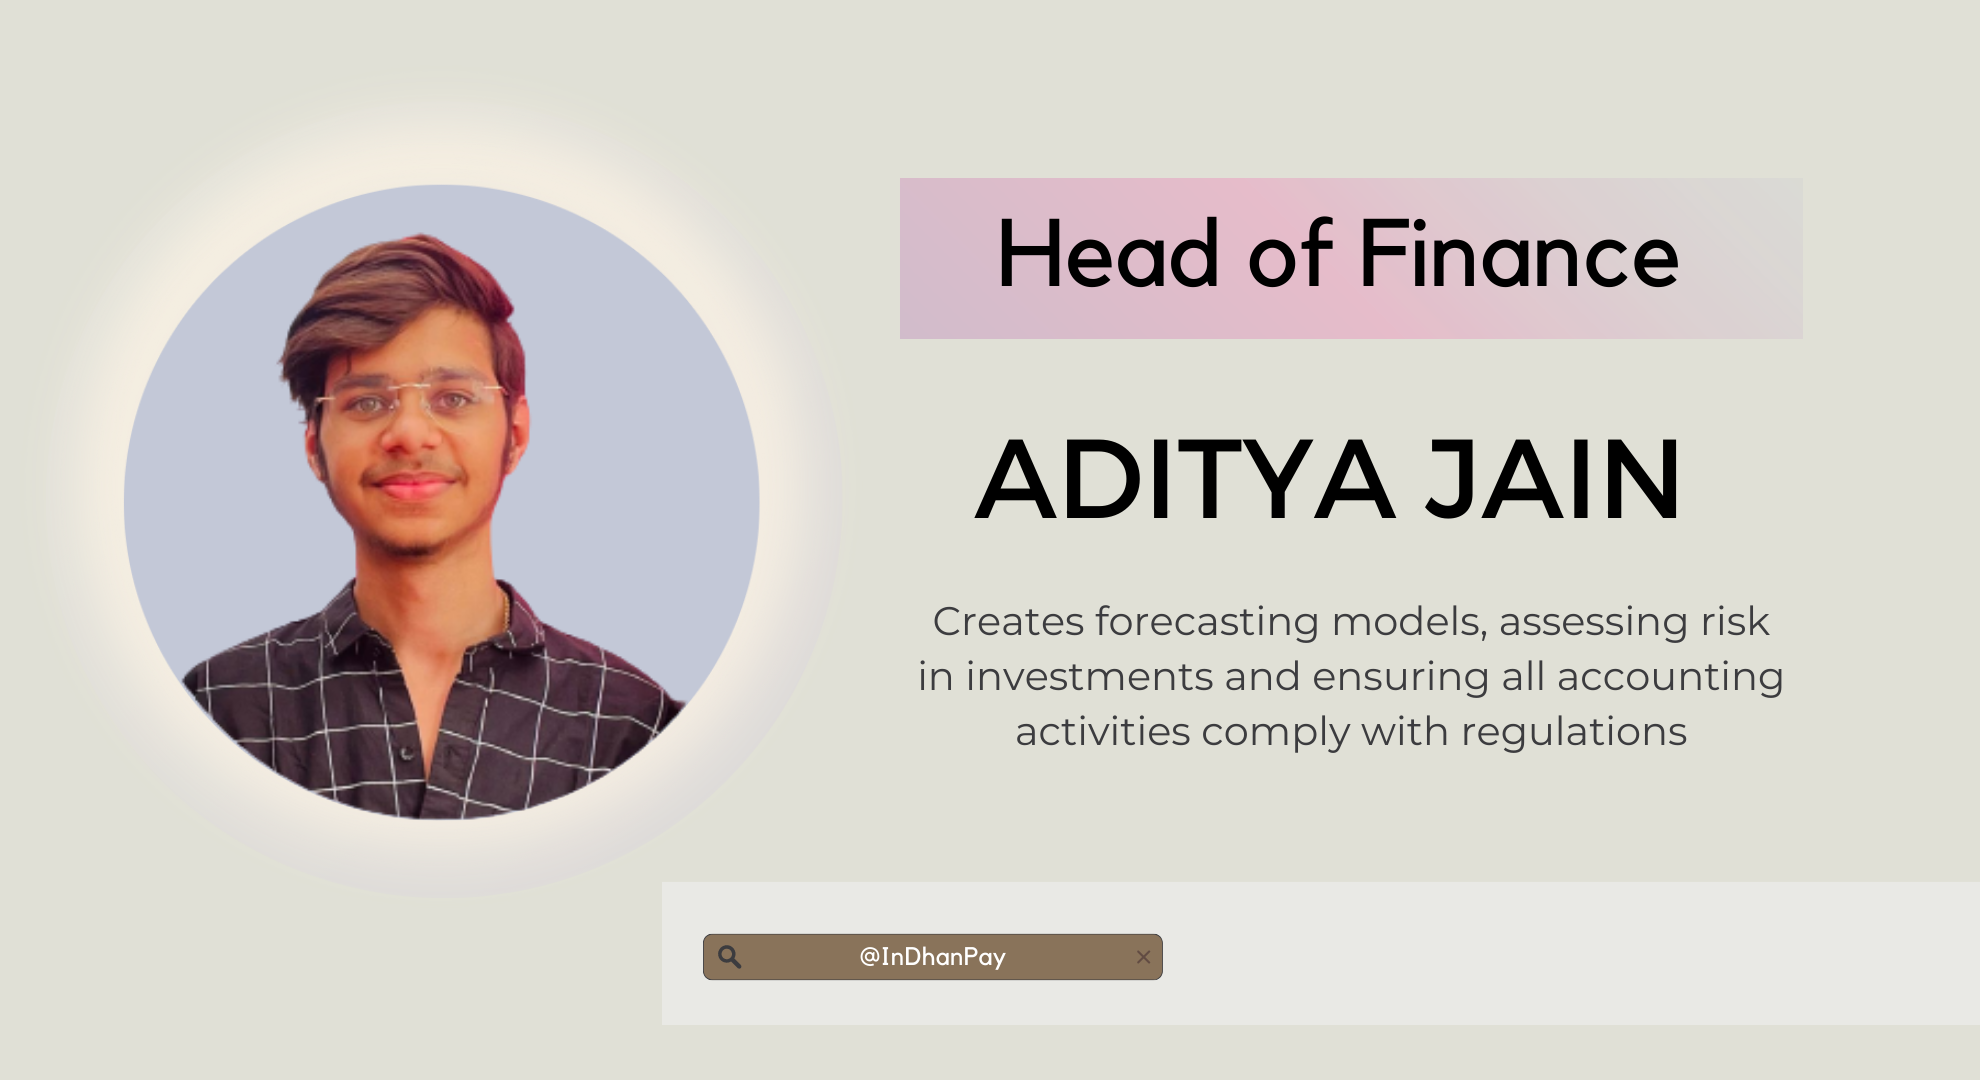 Head of Finance
ADITYA JAIN
Creates forecasting models, assessing risk
in investments and ensuring all accounting
activities comply with regulations
@InDhanPay